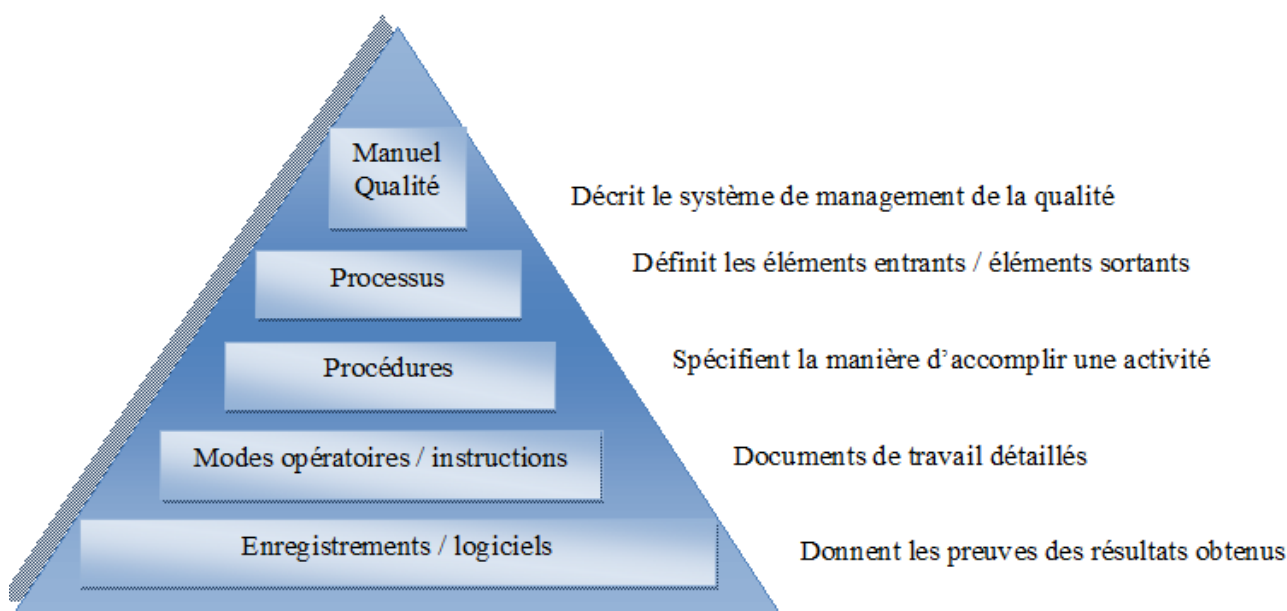 Manuel
Qualité
Décrit le système de management de la qualité
Processus
Définit les éléments entrants / éléments sortants
Procédures
Spécifient la manière d’accomplir une activité
Modes opératoires / instructions
Documents de travail détaillés
Enregistrements / logiciels
Donnent les preuves des résultats obtenus